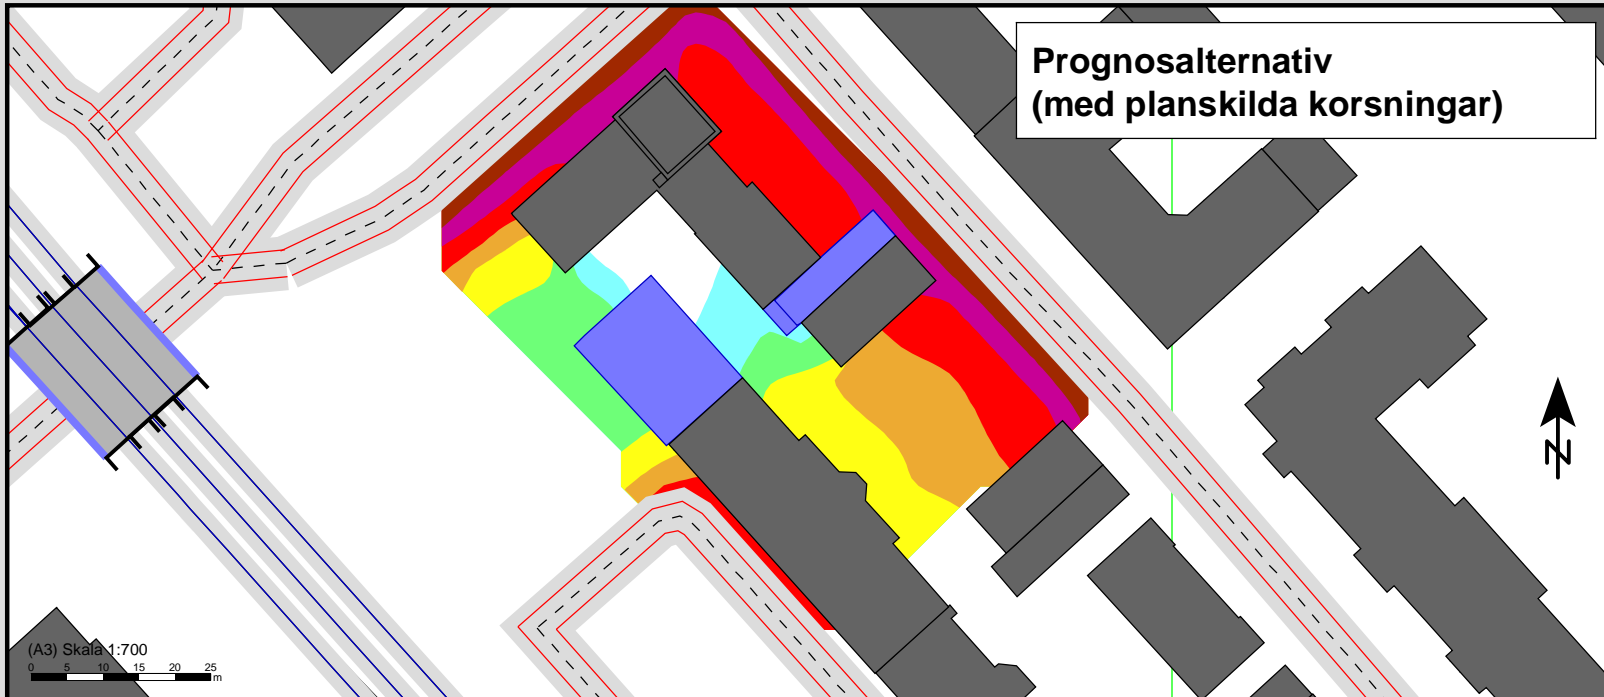 Prognosalternativ
(med planskilda korsningar)
N
(A3) Skala 1:700
0 5 10 15 20 25
m